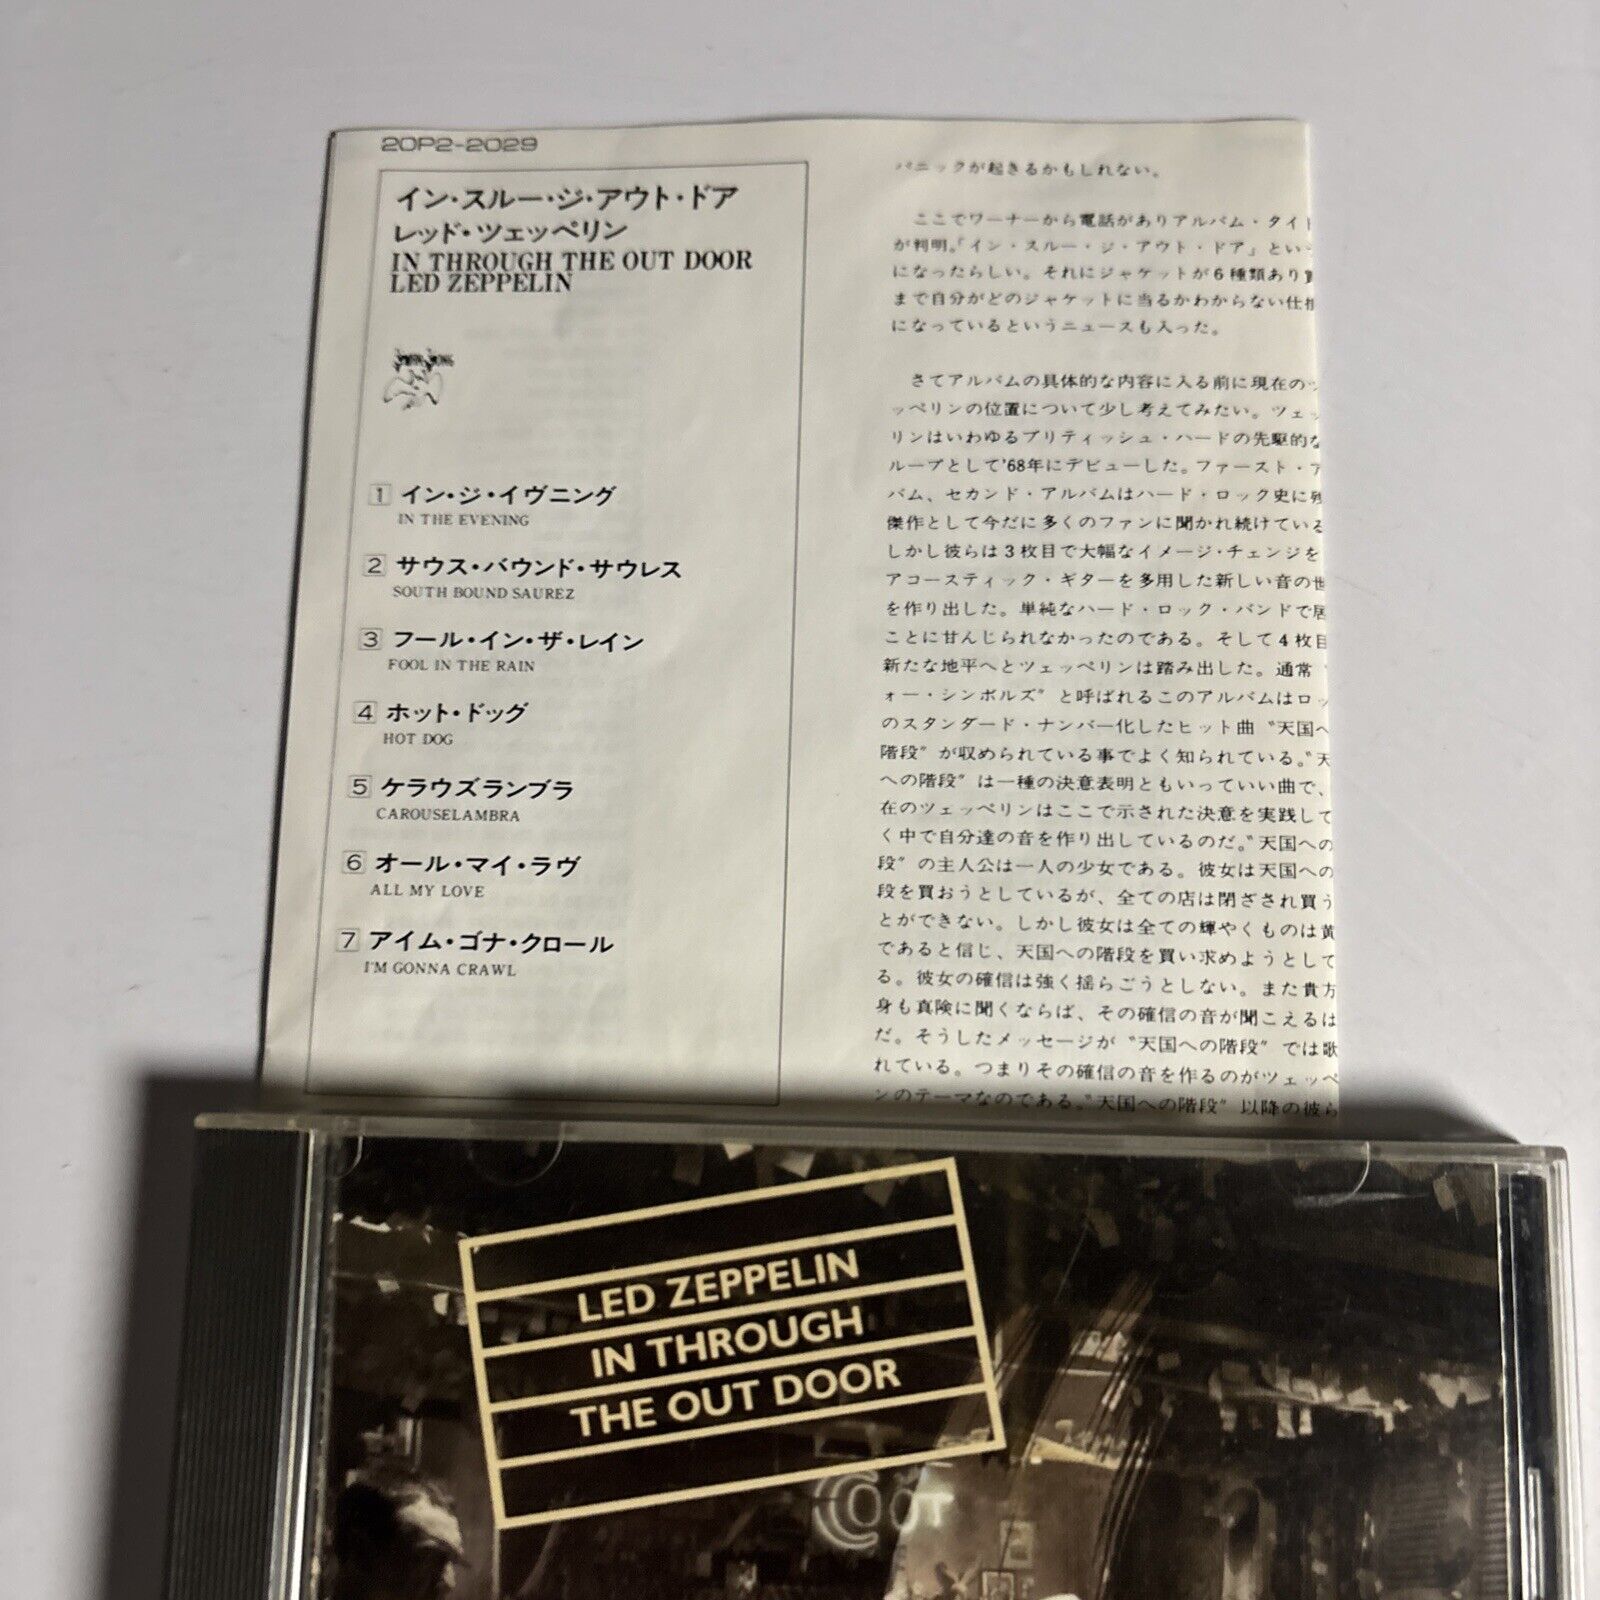 20P2-2029
イン・スルー・ジ・アウト・ドア
レッド・ツェッペリン
IN THROUGH THE OUT DOOR
LED ZEPPELIN
1 イン・ジ・イヴニング
IN THE EVENING
2 サウス・バウンド・サウレス
SOUTH BOUND SAUREZ
3 フール・イン・ザ・レイン
FOOL IN THE RAIN
4 ホット・ドッグ
HOT DOG
5 ケラウズランブラ
CAROUSELAMBRA
6 オール・マイ・ラヴ
ALL MY LOVE
7 アイム・ゴナ・クロール
I'M GONNA CRAWL
パニックが起きるかもしれない。
ここでワーナーから電話がありアルバム・タイト
が判明。「イン・スルー・ジ・アウト・ドア」という
になったらしい。それにジャケットが6種類あり
まで自分がどのジャケットに当るかわからない仕
になっているというニュースも入った。
さてアルバムの具体的な内容に入る前に現在のツ
ッペリンの位置について少し考えてみたい。ツェッ
リンはいわゆるブリティッシュ・ハードの先駆的な
ループとして'68年にデビューした。ファースト・ア
バム、セカンド・アルバムはハード・ロック史に残
傑作として今だに多くのファンに聞かれ続けている
しかし彼らは3枚目で大幅なイメージ・チェンジを
アコースティック・ギターを多用した新しい音の世
を作り出した。単純なハード・ロック・バンドで居
ことに甘んじられなかったのである。そして4枚目
新たな地平へとツェッペリンは踏み出した。通常
ォー・シンボルズ〟と呼ばれるこのアルバムはロッ
のスタンダード・ナンバー化したヒット曲〝天国へ
階段〟が収められている事でよく知られている。〝天
への階段〟は一種の決意表明ともいっていい曲で、
在のツェッペリンはここで示された決意を実践して
く中で自分達の音を作り出しているのだ。〝天国への
段〟の主人公は一人の少女である。彼女は天国への
段を買おうとしているが、全ての店は閉ざされ買う
とができない。しかし彼女は全ての輝やくものは黄
であると信じ、天国への階段を買い求めようとして
る。彼女の確信は強く揺らごうとしない。また貴方
身も真険に聞くならば、その確信の音が聞こえるは
だ。そうしたメッセージが〝天国への階段〟では歌
れている。つまりその確信の音を作るのがツェッペ
ンのテーマなのである。〝天国への階段〟以降の彼ら
LED ZEPPELIN
IN THROUGH
THE OUT DOOR